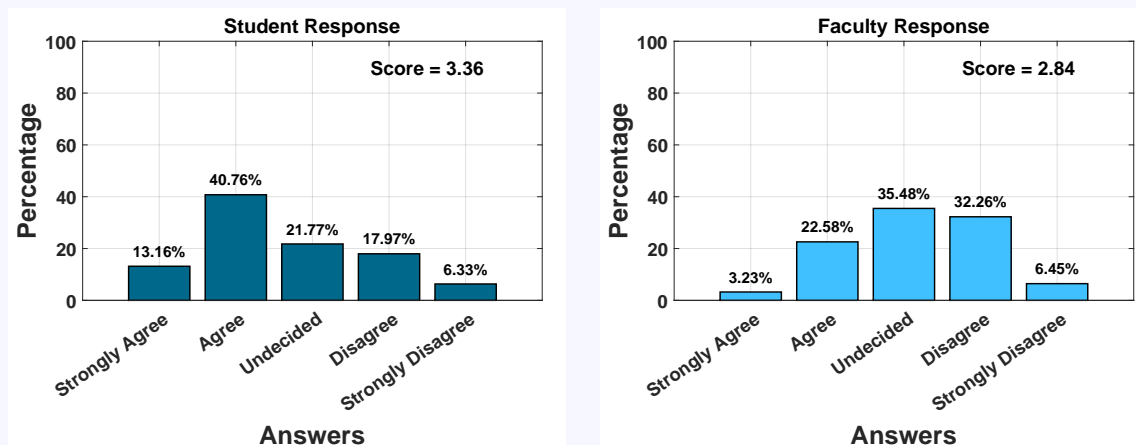 Student Response
Score = 3.36
Percentage
100
80
60
40
20
0
13.16%
40.76%
21.77%
17.97%
6.33%
Strongly Agree
Agree
Undecided
Disagree
Strongly Disagree
Answers
Faculty Response
Score = 2.84
Percentage
100
80
60
40
20
0
3.23%
22.58%
35.48%
32.26%
6.45%
Strongly Agree
Agree
Undecided
Disagree
Strongly Disagree
Answers